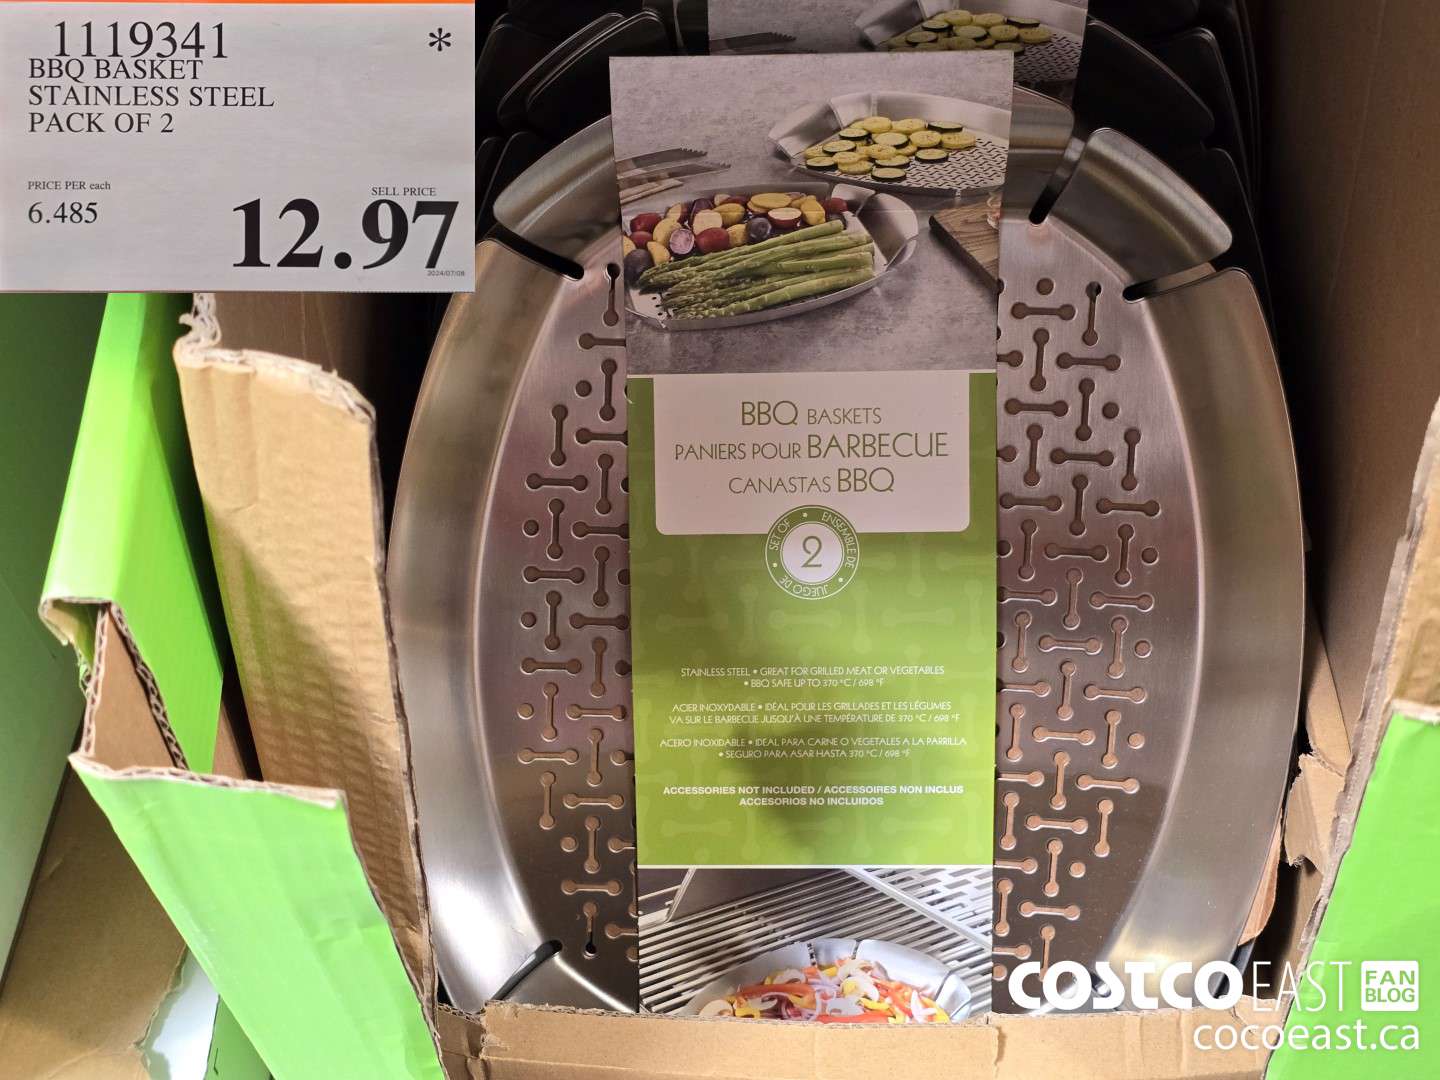 1119341 *
BBQ BASKET
STAINLESS STEEL
PACK OF 2
PRICE PER each
6.485
SELL PRICE
12.97
2024/07/08
BBQ BASKETS
PANIERS POUR BARBECUE
CANASTAS BBQ
SET OF • ENSEMBLE DE • JUEGO DE •
2
STAINLESS STEEL • GREAT FOR GRILLED MEAT OR VEGETABLES
• BBQ SAFE UP TO 370 °C / 698 °F
ACIER INOXYDABLE • IDÉAL POUR LES GRILLADES ET LES LÉGUMES
VA SUR LE BARBECUE JUSQU'À UNE TEMPÉRATURE DE 370 °C / 698 °F
ACERO INOXIDABLE • IDEAL PARA CARNE O VEGETALES A LA PARRILLA
• SEGURO PARA ASAR HASTA 370 °C / 698 °F
ACCESSORIES NOT INCLUDED / ACCESSOIRES NON INCLUS
ACCESORIOS NO INCLUIDOS
COSTCO EAST FAN BLOG
cocoeast.ca